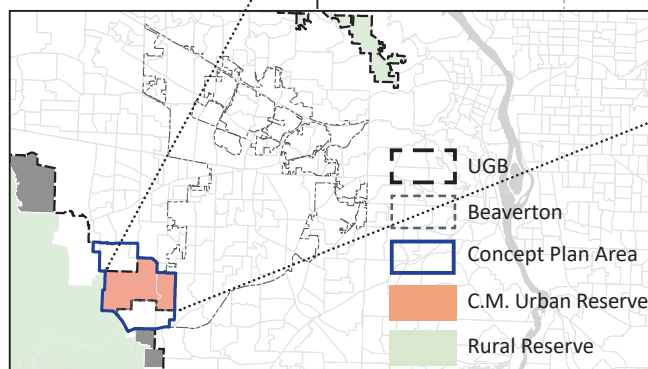 UGB
Beaverton
Concept Plan Area
C.M. Urban Reserve
Rural Reserve